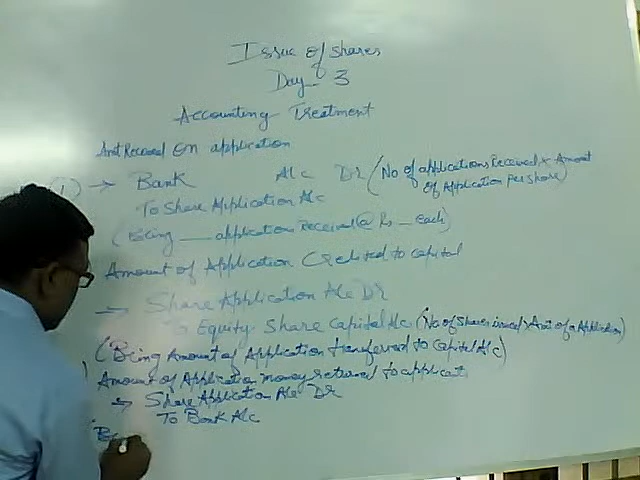 Issue of shares
Day- 3
Accounting Treatment
Amt Received on application
1) → Bank A/c Dr (No of applications Received × Amount
Of Application Per share)
To Share Application A/c
(Being ___ application Received @ Rs _ each)
Amount of Application Credited to Capital
→ Share Application A/c Dr
To Equity Share Capital A/c (No of Shares issued × Amt of Application)
(Being Amount of Application transferred to Capital A/c)
) Amount of Application money returned to applicat
→ Share Application A/c Dr
To Bank A/c
(Be